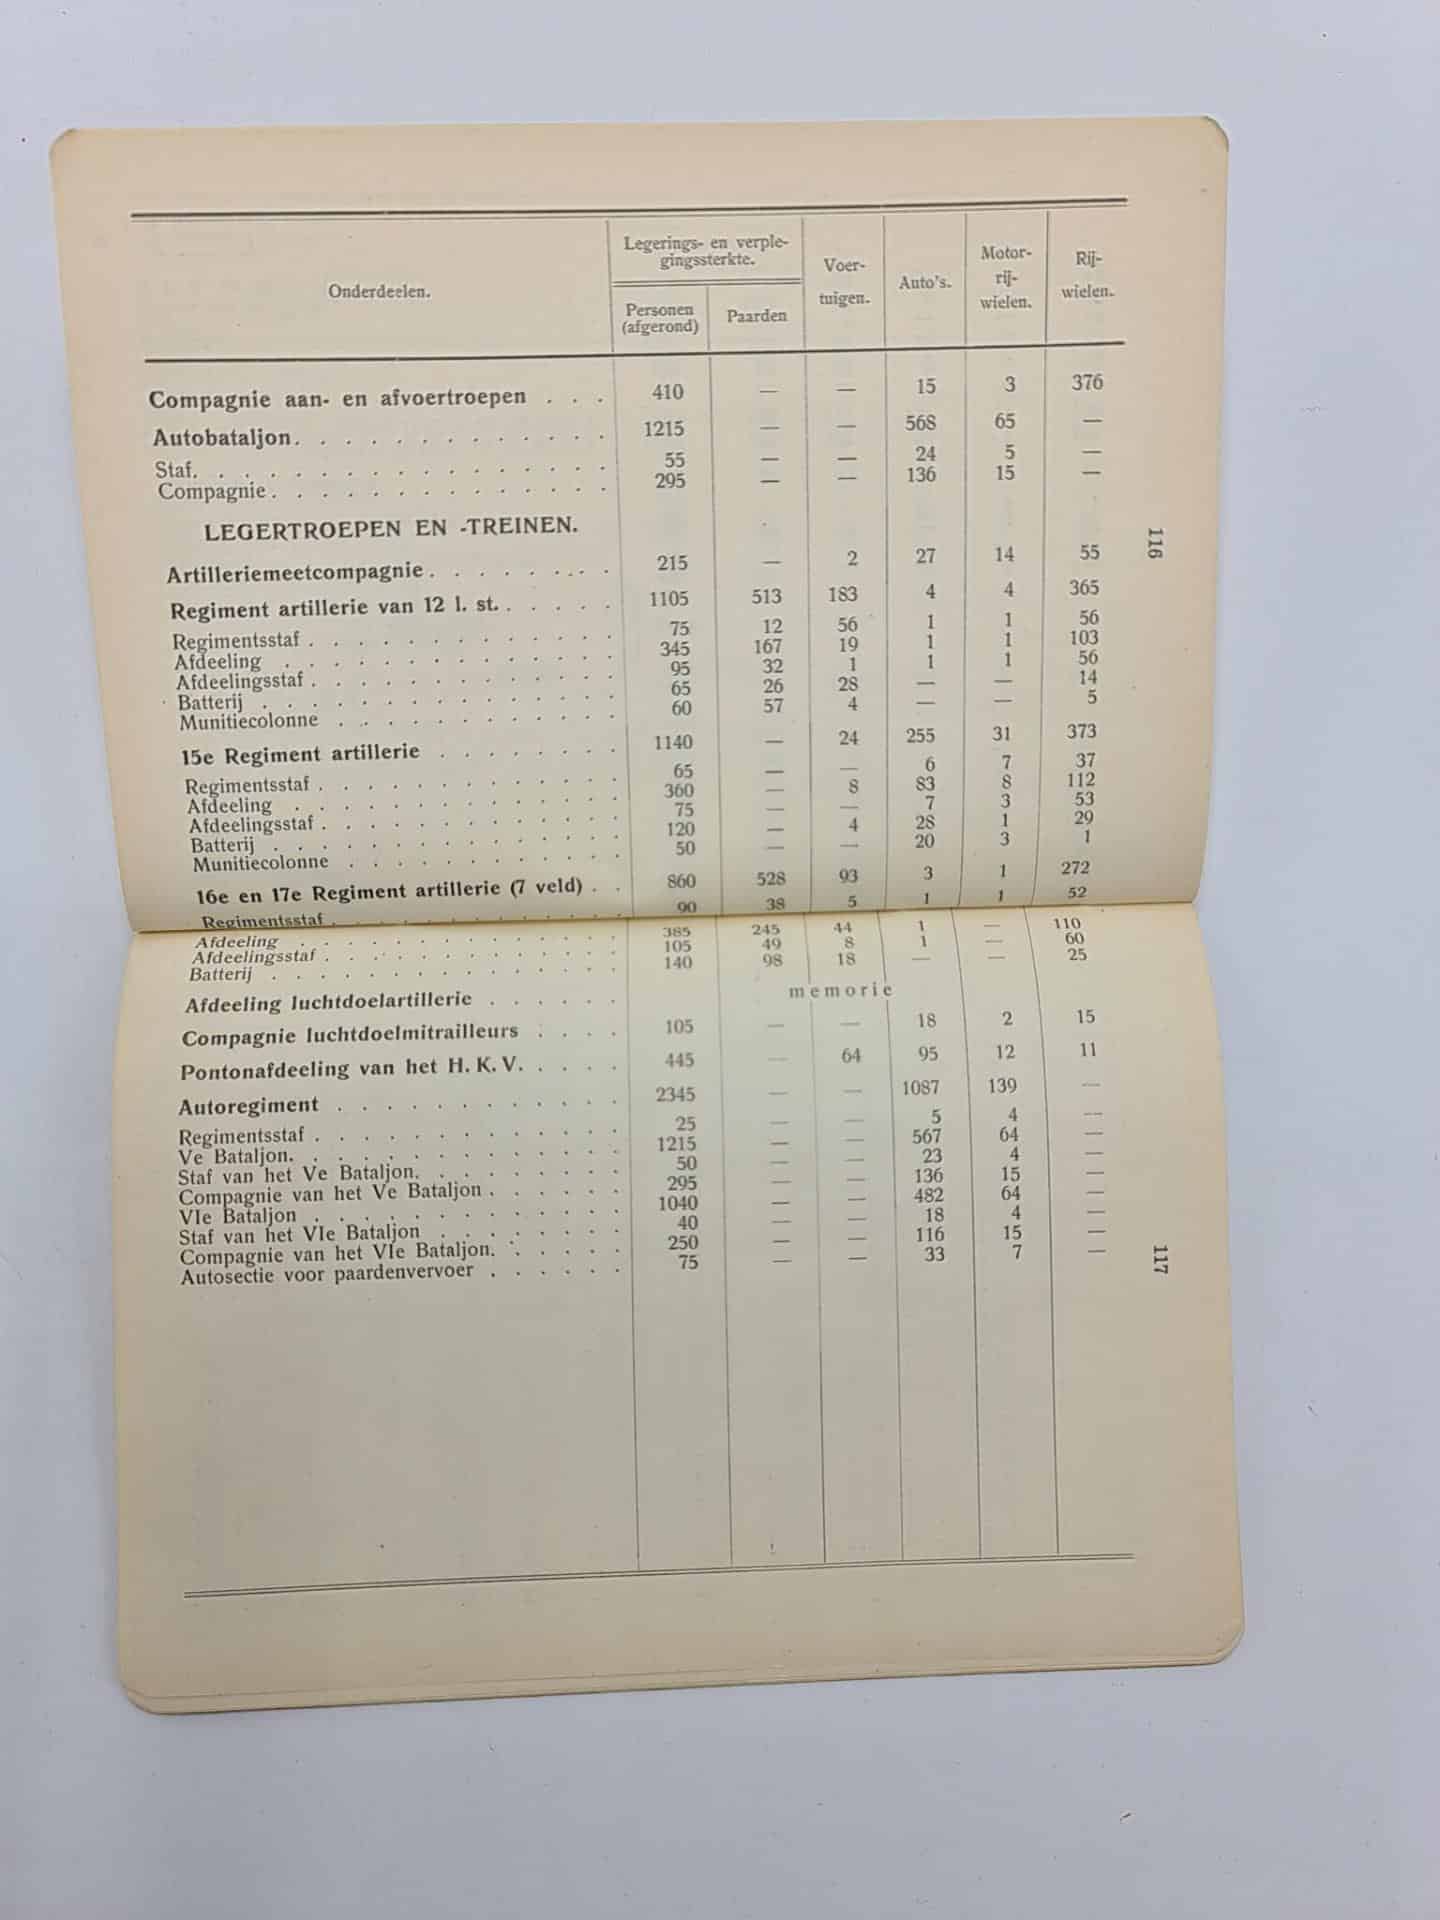 Onderdeelen. Legerings- en verple-gingssterkte. Voer-tuigen. Auto's. Motor-rij-wielen. Rij-wielen.
Personen (afgerond) Paarden
Compagnie aan- en afvoertroepen . . . 410 — — 15 3 376
Autobataljon. . . . . . . . . . . . . 1215 — — 568 65 —
Staf. . . . . . . . . . . . . . . . . 55 — — 24 5 —
Compagnie . . . . . . . . . . . . . 295 — — 136 15 —
LEGERTROEPEN EN -TREINEN.
Artilleriemeetcompagnie . . . . . . . . 215 — 2 27 14 55
Regiment artillerie van 12 l. st. . . . . . 1105 513 183 4 4 365
Regimentsstaf . . . . . . . . . . . . 75 12 56 1 1 56
Afdeeling . . . . . . . . . . . . . 345 167 19 1 1 103
Afdeelingsstaf . . . . . . . . . . . . 95 32 1 1 1 56
Batterij . . . . . . . . . . . . . . 65 26 28 — — 14
Munitiecolonne . . . . . . . . . . . 60 57 4 — — 5
15e Regiment artillerie . . . . . . . . 1140 — 24 255 31 373
Regimentsstaf . . . . . . . . . . . . 65 — — 6 7 37
Afdeeling . . . . . . . . . . . . . 360 — 8 83 8 112
Afdeelingsstaf . . . . . . . . . . . . 75 — — 7 3 53
Batterij . . . . . . . . . . . . . . 120 — 4 28 1 29
Munitiecolonne . . . . . . . . . . . 50 — — 20 3 1
16e en 17e Regiment artillerie (7 veld) . . 860 528 93 3 1 272
Regimentsstaf . . . . . . . . . . . . 90 38 5 1 1 52
116
Afdeeling . . . . . . . . . . . . . 385 245 44 1 — 110
Afdeelingsstaf . . . . . . . . . . . . 105 49 8 1 — 60
Batterij . . . . . . . . . . . . . . 140 98 18 — — 25
Afdeeling luchtdoelartillerie . . . . . . memorie
Compagnie luchtdoelmitrailleurs . . . . 105 — — 18 2 15
Pontonafdeeling van het H. K. V. . . . . 445 — 64 95 12 11
Autoregiment . . . . . . . . . . . . 2345 — — 1087 139 —
Regimentsstaf . . . . . . . . . . . . 25 — — 5 4 —
Ve Bataljon. . . . . . . . . . . . . 1215 — — 567 64 —
Staf van het Ve Bataljon. . . . . . . . 50 — — 23 4 —
Compagnie van het Ve Bataljon . . . . . 295 — — 136 15 —
VIe Bataljon . . . . . . . . . . . . 1040 — — 482 64 —
Staf van het VIe Bataljon . . . . . . . 40 — — 18 4 —
Compagnie van het VIe Bataljon. . . . . . 250 — — 116 15 —
Autosectie voor paardenvervoer . . . . . . 75 — — 33 7 —
117